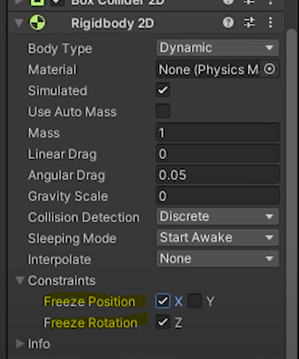 Box Collider 2D
Rigidbody 2D
Body Type Dynamic
Material None (Physics M
Simulated
Use Auto Mass
Mass 1
Linear Drag 0
Angular Drag 0.05
Gravity Scale 0
Collision Detection Discrete
Sleeping Mode Start Awake
Interpolate None
Constraints
Freeze Position X Y
Freeze Rotation Z
Info